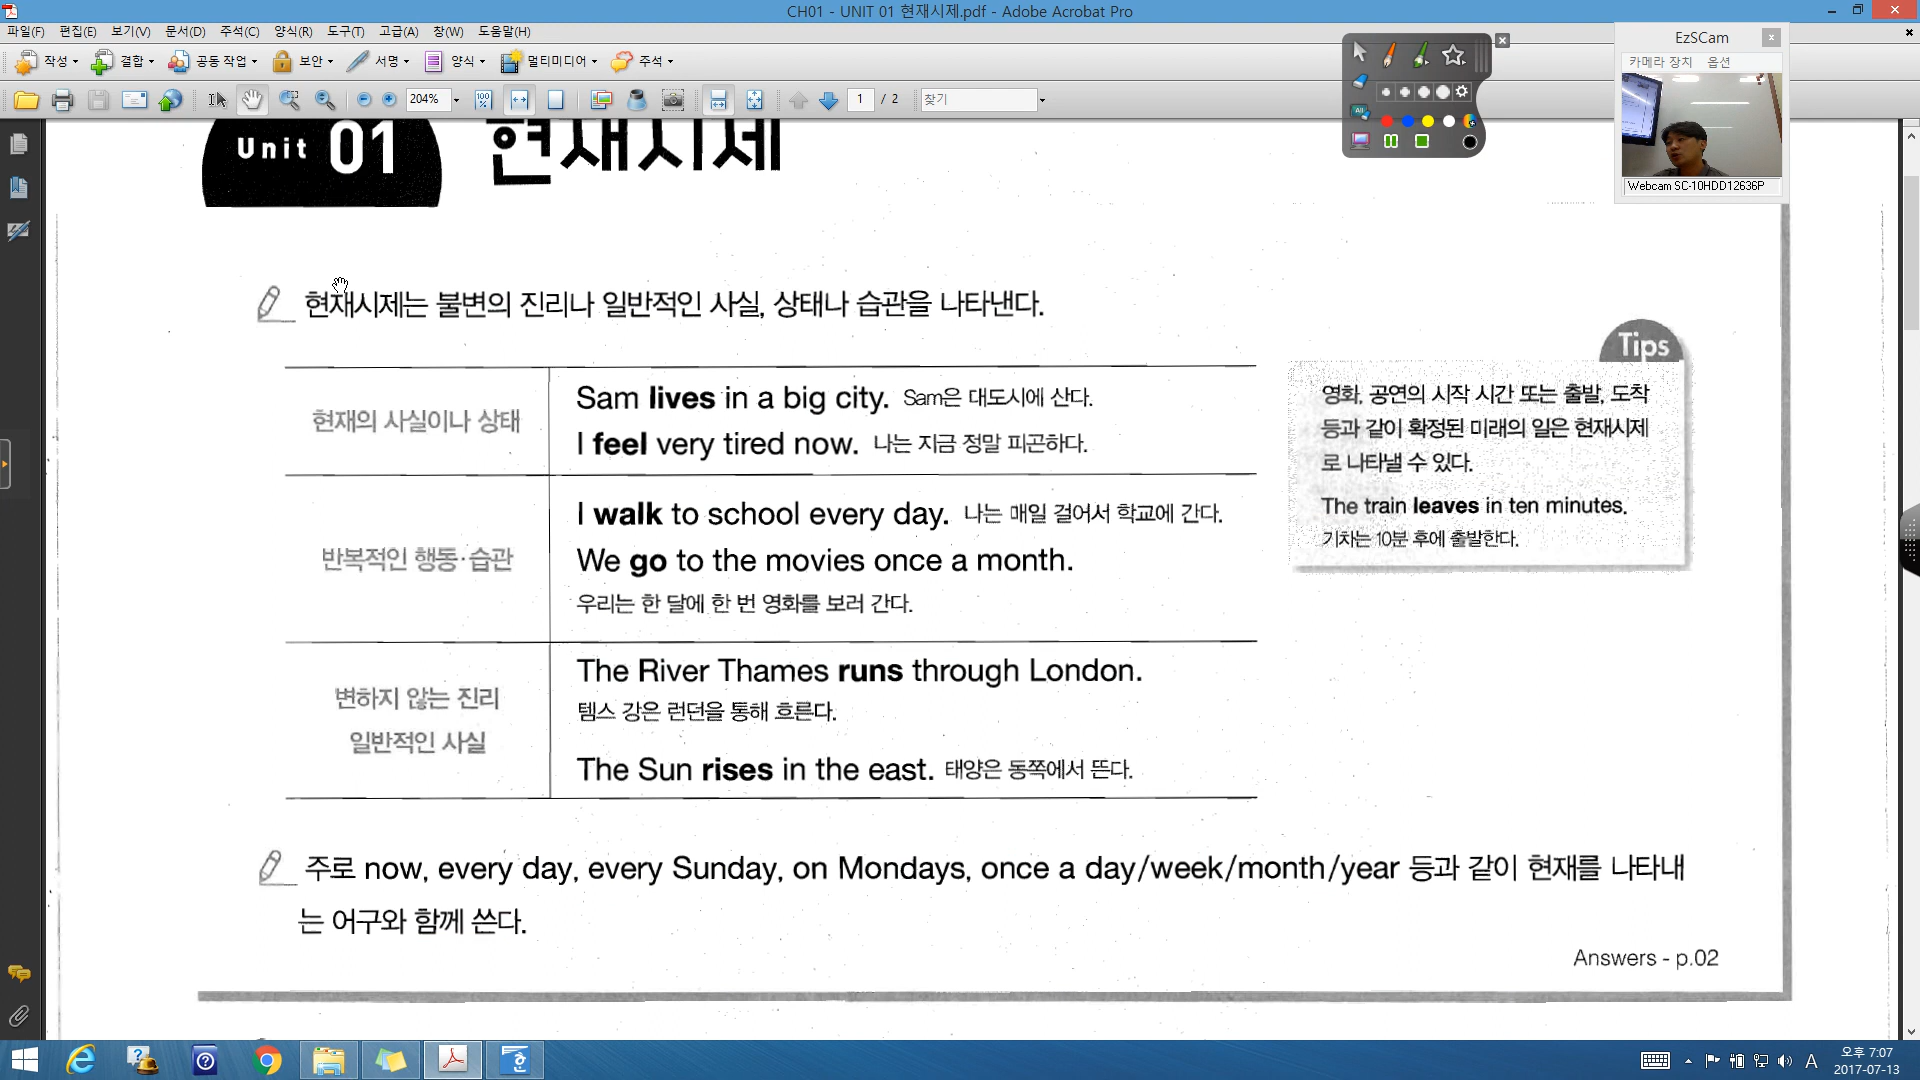 CH01 - UNIT 01 현재시제.pdf - Adobe Acrobat Pro
파일(F) 편집(E) 보기(V) 문서(D) 주석(C) 양식(R) 도구(T) 고급(A) 창(W) 도움말(H)
작성 결합 공동 작업 보안 서명 양식 멀티미디어 주석
204% 1 / 2 찾기
EzSCam
카메라 장치 옵션
Webcam SC-10HDD12636P
Unit 01 현재시제
현재시제는 불변의 진리나 일반적인 사실, 상태나 습관을 나타낸다.
현재의 사실이나 상태
Sam lives in a big city. Sam은 대도시에 산다.
I feel very tired now. 나는 지금 정말 피곤하다.
반복적인 행동·습관
I walk to school every day. 나는 매일 걸어서 학교에 간다.
We go to the movies once a month.
우리는 한 달에 한 번 영화를 보러 간다.
변하지 않는 진리
일반적인 사실
The River Thames runs through London.
템스 강은 런던을 통해 흐른다.
The Sun rises in the east. 태양은 동쪽에서 뜬다.
Tips
영화, 공연의 시작 시간 또는 출발, 도착
등과 같이 확정된 미래의 일은 현재시제
로 나타낼 수 있다.
The train leaves in ten minutes.
기차는 10분 후에 출발한다.
주로 now, every day, every Sunday, on Mondays, once a day/week/month/year 등과 같이 현재를 나타내
는 어구와 함께 쓴다.
Answers - p.02
A
오후 7:07
2017-07-13